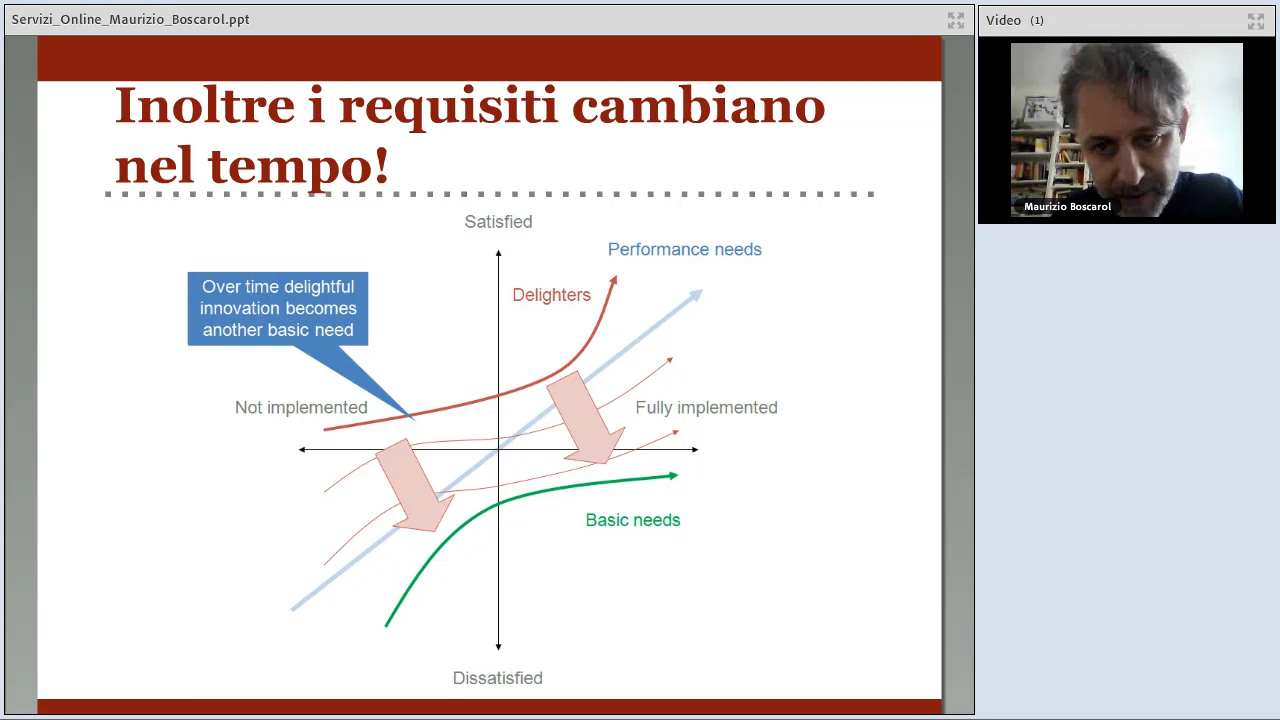 Servizi_Online_Maurizio_Boscarol.ppt
Video (1)
Maurizio Boscarol
Inoltre i requisiti cambiano
nel tempo!
Satisfied
Performance needs
Over time delightful
innovation becomes
another basic need
Delighters
Not implemented
Fully implemented
Basic needs
Dissatisfied